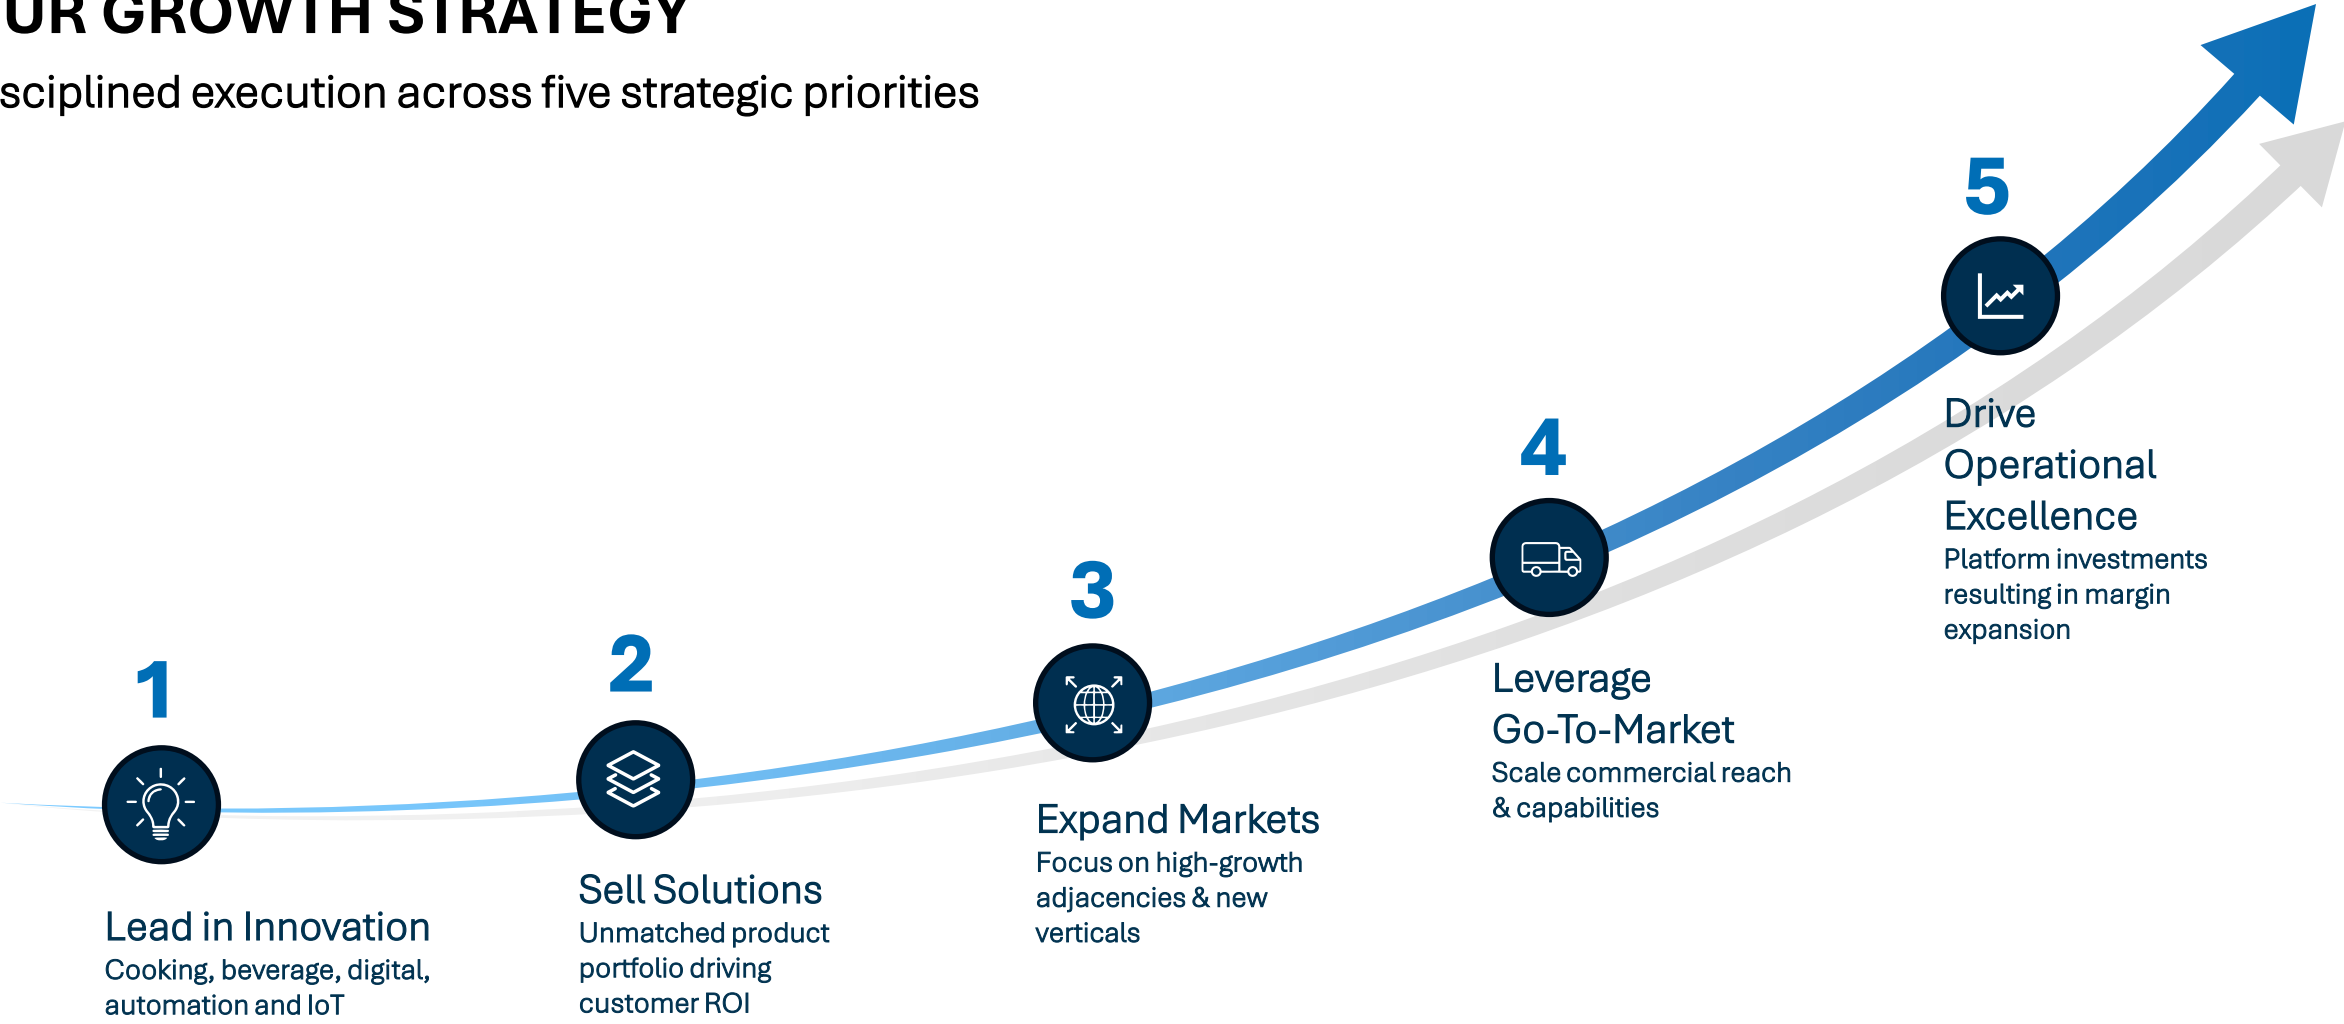 UR GROWTH STRATEGY
sciplined execution across five strategic priorities
1
Lead in Innovation
Cooking, beverage, digital,
automation and IoT
2
Sell Solutions
Unmatched product
portfolio driving
customer ROI
3
Expand Markets
Focus on high-growth
adjacencies & new
verticals
4
Leverage
Go-To-Market
Scale commercial reach
& capabilities
5
Drive
Operational
Excellence
Platform investments
resulting in margin
expansion